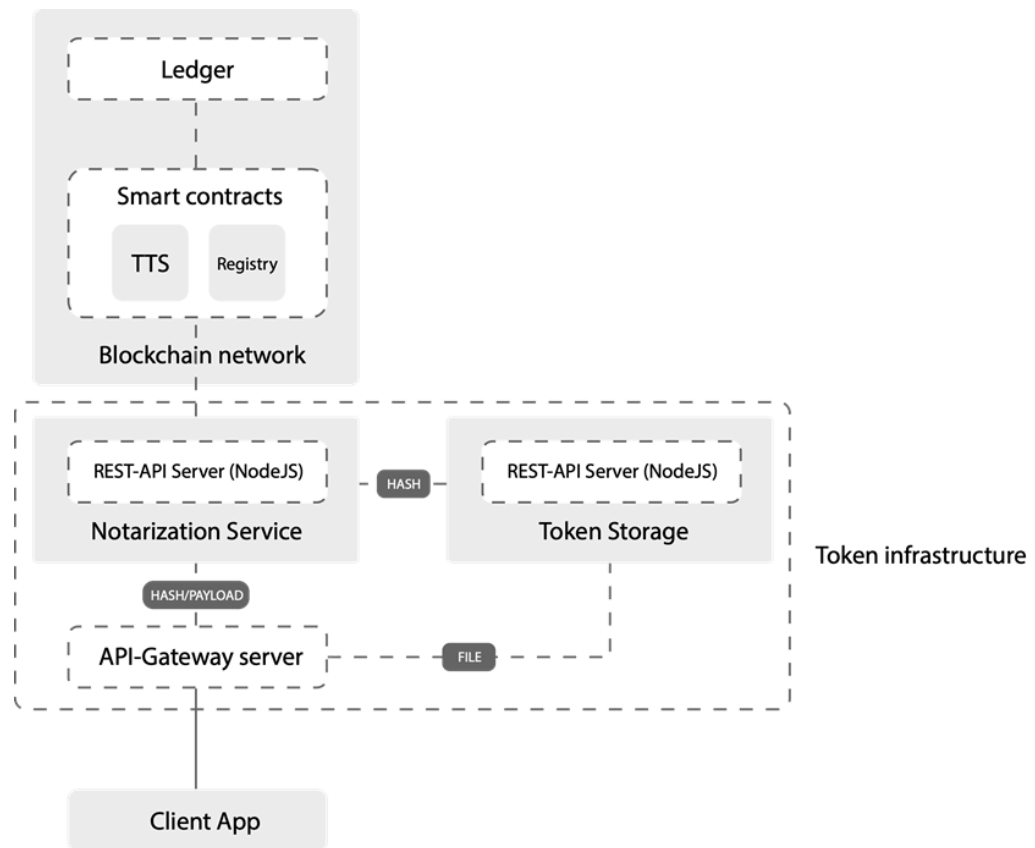 Ledger
Smart contracts
TTS
Registry
Blockchain network
REST-API Server (NodeJS)
HASH
REST-API Server (NodeJS)
Notarization Service
Token Storage
Token infrastructure
HASH/PAYLOAD
API-Gateway server
FILE
Client App